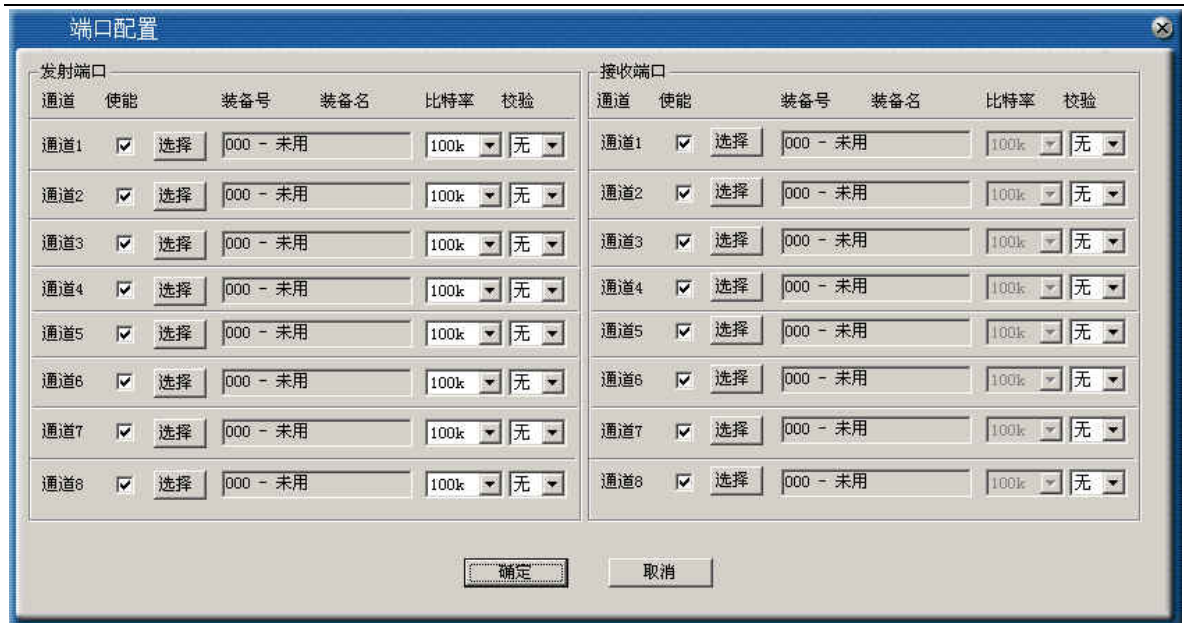 端口配置
发射端口
通道 使能 装备号 装备名 比特率 校验
通道1 选择 000 - 未用 100k 无
通道2 选择 000 - 未用 100k 无
通道3 选择 000 - 未用 100k 无
通道4 选择 000 - 未用 100k 无
通道5 选择 000 - 未用 100k 无
通道6 选择 000 - 未用 100k 无
通道7 选择 000 - 未用 100k 无
通道8 选择 000 - 未用 100k 无
接收端口
通道 使能 装备号 装备名 比特率 校验
通道1 选择 000 - 未用 100k 无
通道2 选择 000 - 未用 100k 无
通道3 选择 000 - 未用 100k 无
通道4 选择 000 - 未用 100k 无
通道5 选择 000 - 未用 100k 无
通道6 选择 000 - 未用 100k 无
通道7 选择 000 - 未用 100k 无
通道8 选择 000 - 未用 100k 无
确定 取消